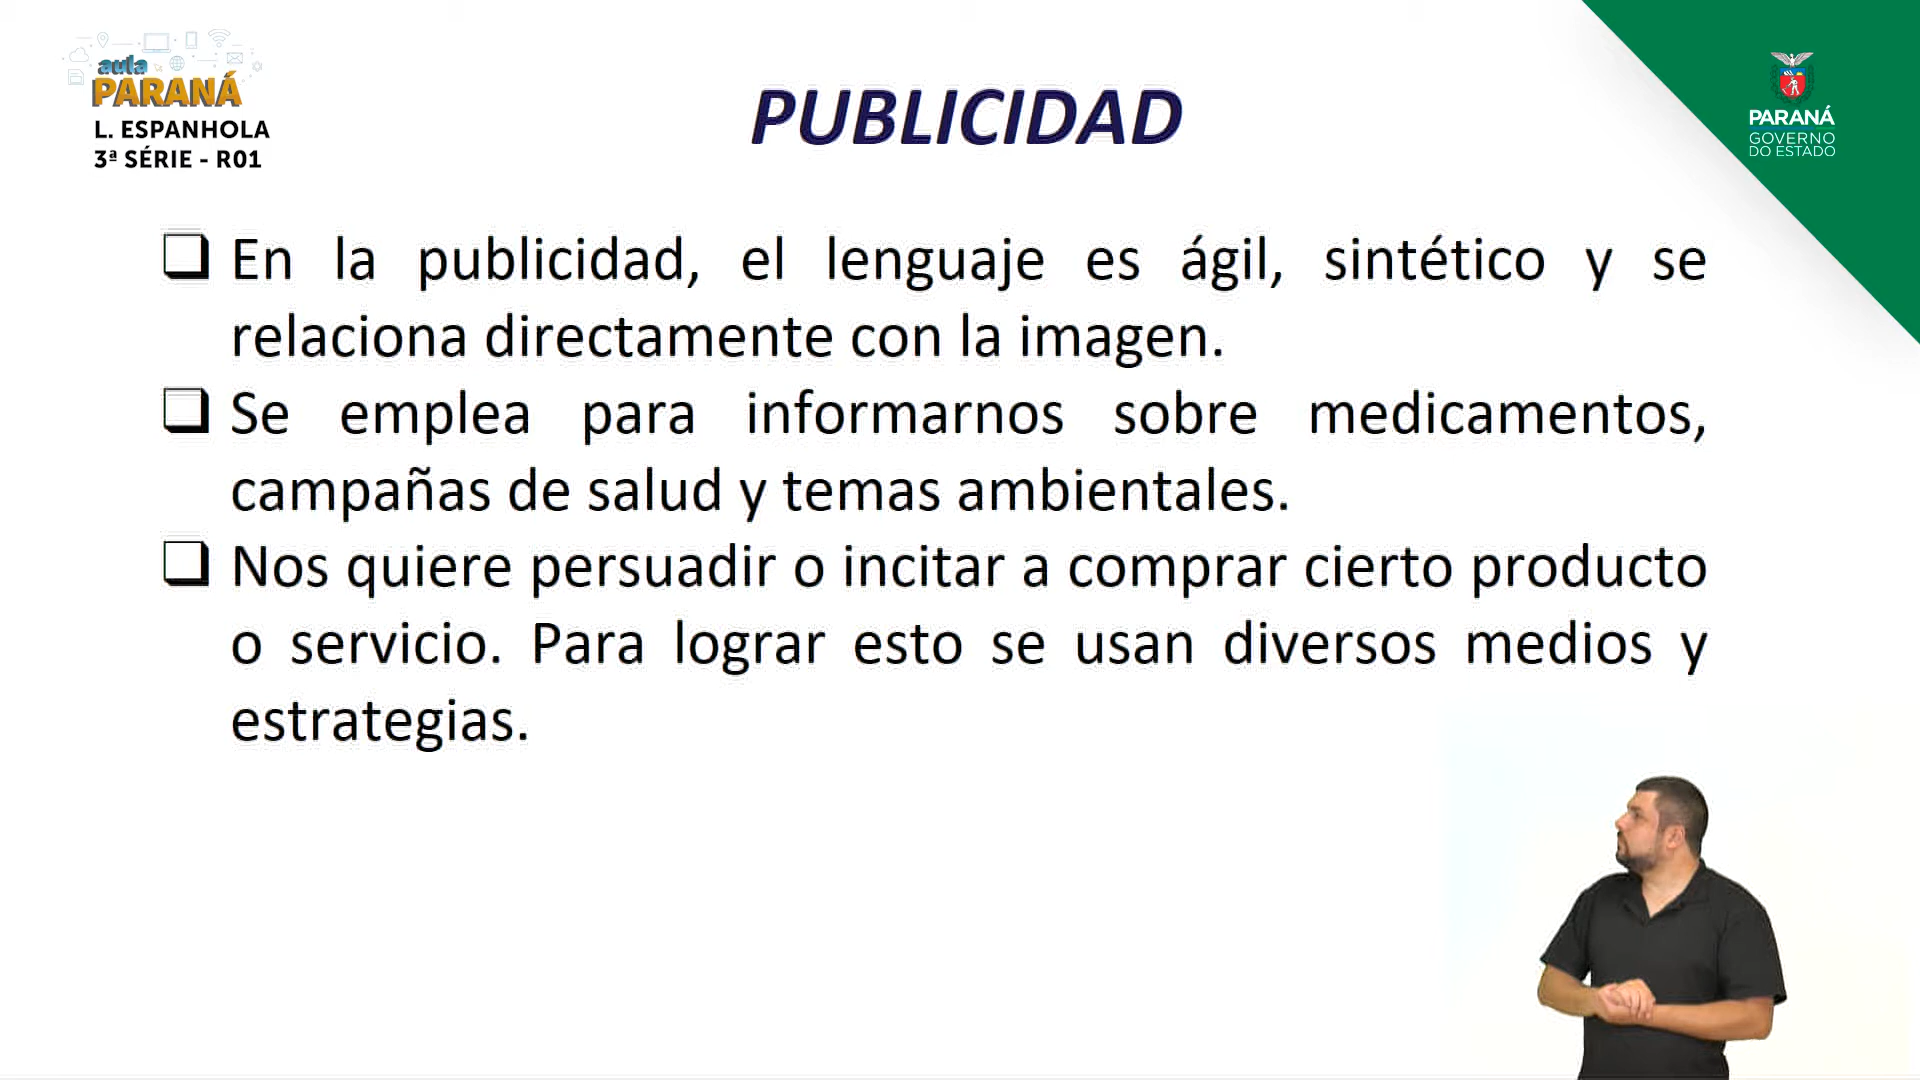 aula
PARANÁ
L. ESPANHOLA
3ª SÉRIE - R01
PUBLICIDAD
PARANÁ
GOVERNO
DO ESTADO
❑ En la publicidad, el lenguaje es ágil, sintético y se
relaciona directamente con la imagen.
❑ Se emplea para informarnos sobre medicamentos,
campañas de salud y temas ambientales.
❑ Nos quiere persuadir o incitar a comprar cierto producto
o servicio. Para lograr esto se usan diversos medios y
estrategias.